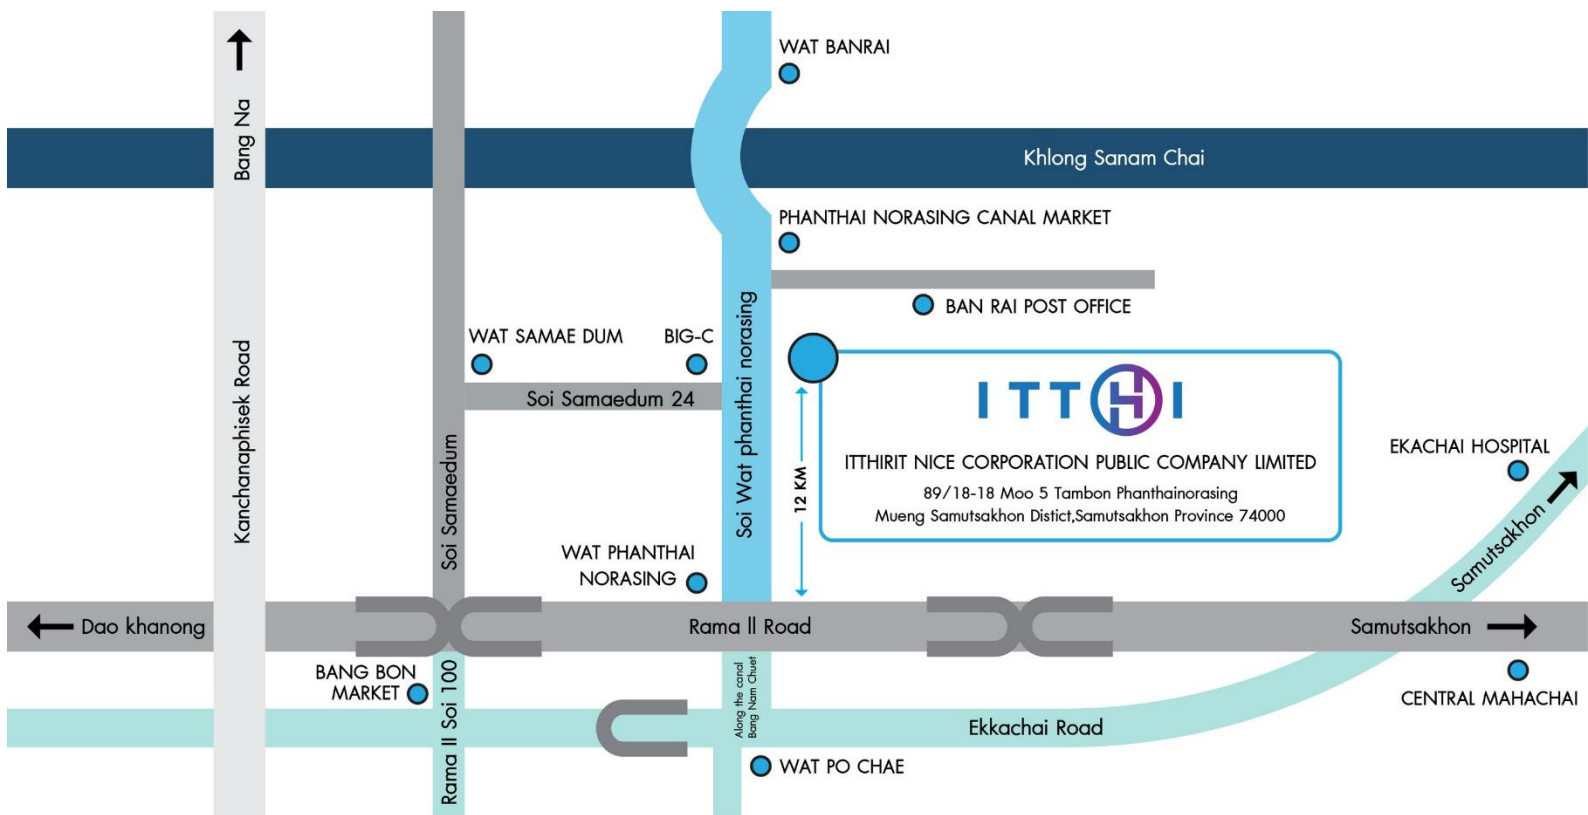 WAT BANRAI
Bang Na
Khlong Sanam Chai
PHANTHAI NORASING CANAL MARKET
BAN RAI POST OFFICE
WAT SAMAE DUM
BIG-C
Soi Samaedum 24
Kanchanaphisek Road
Soi Samaedum
Soi Wat phanthai norasing
12 KM
ITTHI
ITTHIRIT NICE CORPORATION PUBLIC COMPANY LIMITED
89/18-18 Moo 5 Tambon Phanthainorasing
Mueng Samutsakhon Distict,Samutsakhon Province 74000
EKACHAI HOSPITAL
Samutsakhon
WAT PHANTHAI
NORASING
Dao khanong
Rama ll Road
Samutsakhon
BANG BON
MARKET
Rama ll Soi 100
Along the canal
Bang Nam Chuet
CENTRAL MAHACHAI
Ekkachai Road
WAT PO CHAE